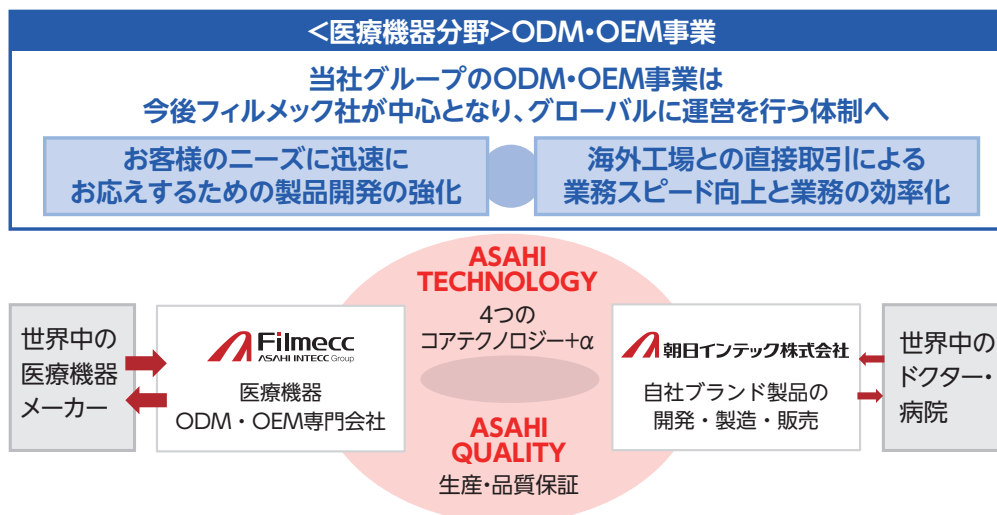 <医療機器分野>ODM・OEM事業
当社グループのODM・OEM事業は
今後フィルメック社が中心となり、グローバルに運営を行う体制へ
お客様のニーズに迅速に
お応えするための製品開発の強化
海外工場との直接取引による
業務スピード向上と業務の効率化
世界中の
医療機器
メーカー
Filmecc
ASAHI INTECC Group
医療機器
ODM・OEM専門会社
ASAHI
TECHNOLOGY
4つの
コアテクノロジー+α
ASAHI
QUALITY
生産・品質保証
朝日インテック株式会社
自社ブランド製品の
開発・製造・販売
世界中の
ドクター・
病院